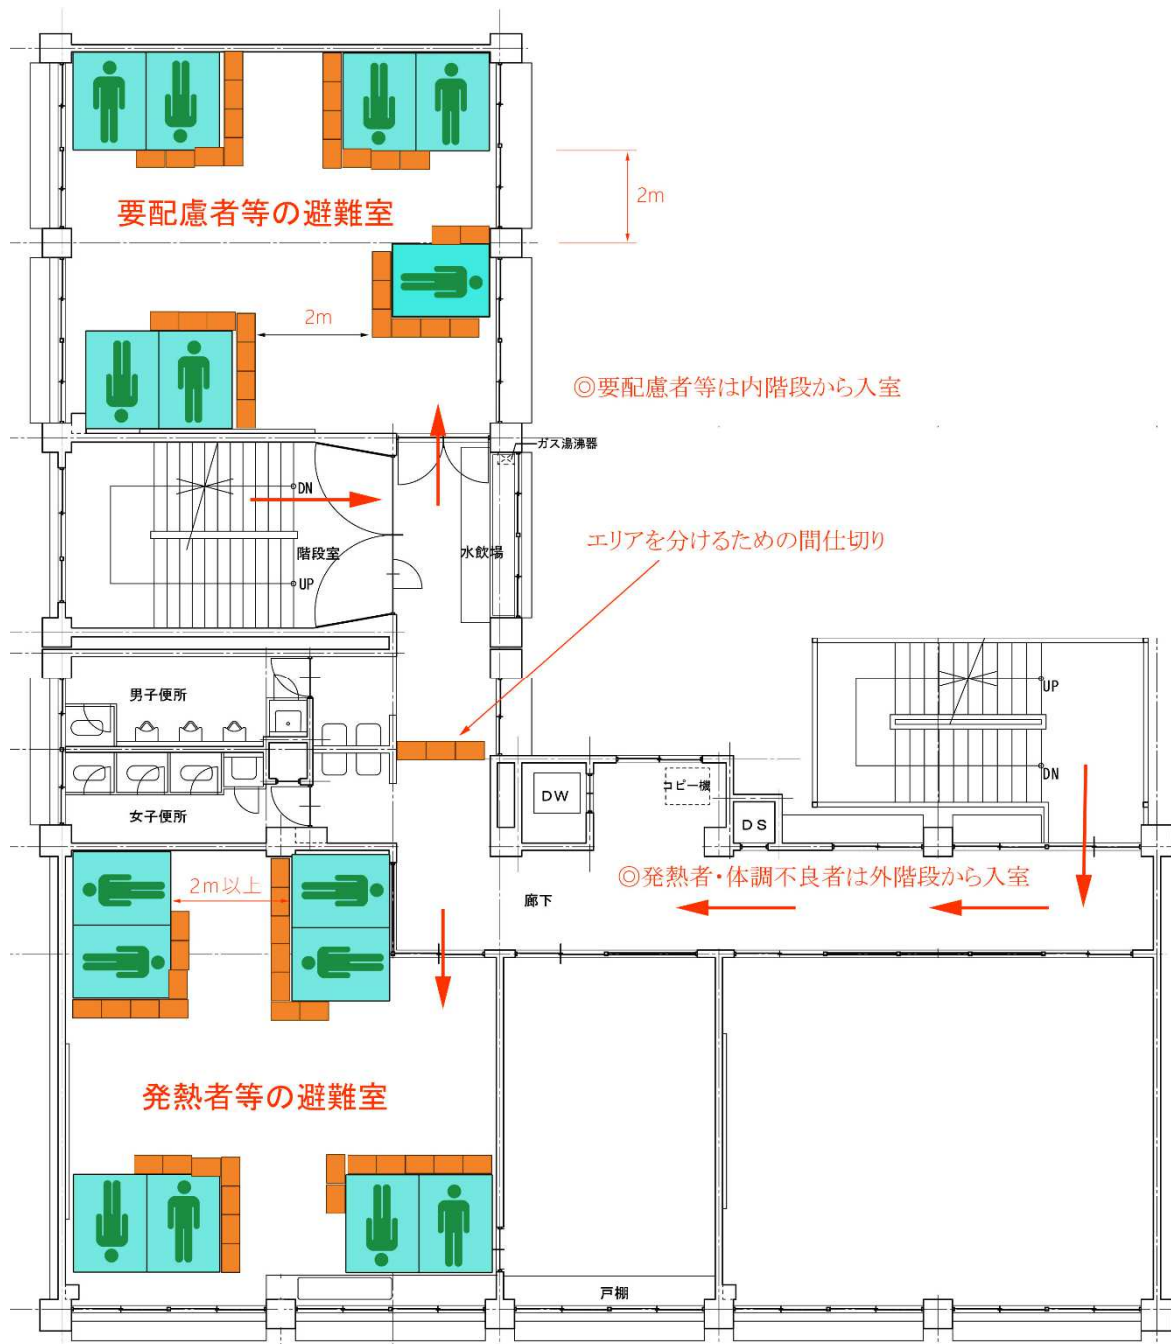 2m
要配慮者等の避難室
2m
◎要配慮者等は内階段から入室
ガス湯沸器
DN
階段室
水飲場
UP
エリアを分けるための間仕切り
男子便所
UP
DN
コピー機
DW
女子便所
DS
2m以上
◎発熱者・体調不良者は外階段から入室
廊下
発熱者等の避難室
戸棚